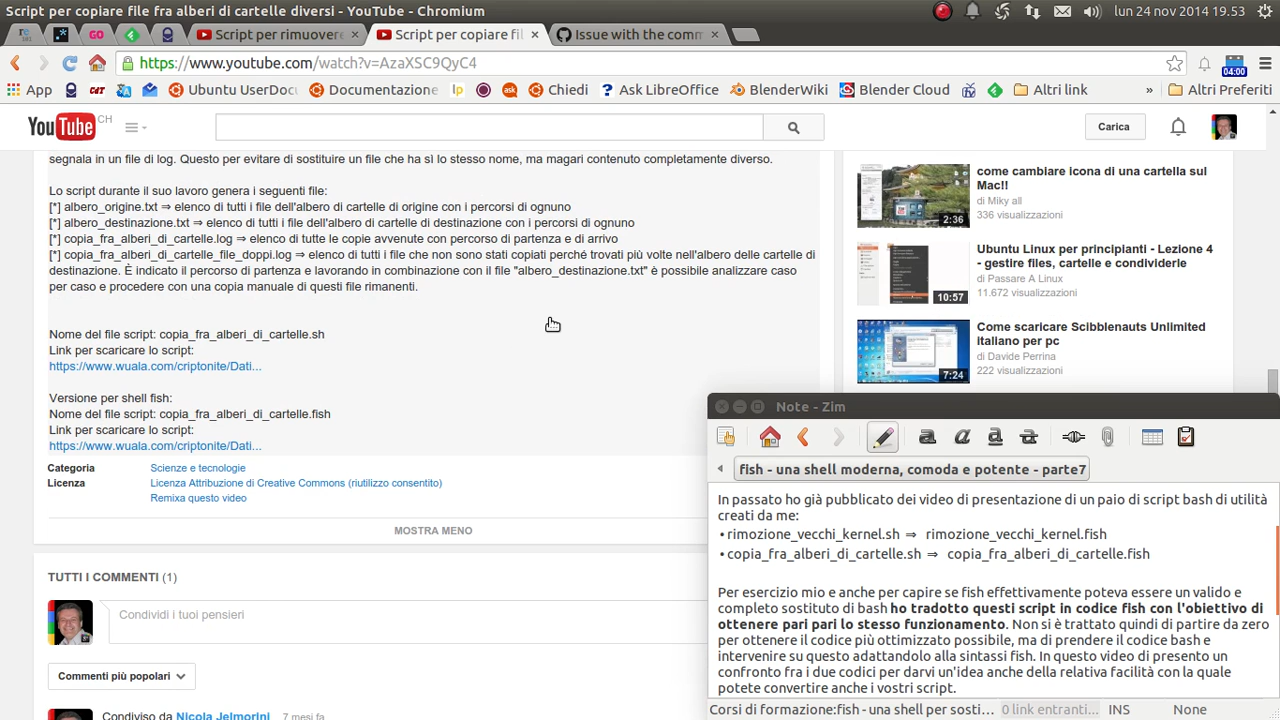 Script per copiare file fra alberi di cartelle diversi - YouTube - Chromium
lun 24 nov 2014 19.53
Script per rimuovere
Script per copiare fil
Issue with the comm
https://www.youtube.com/watch?v=AzaXSC9QyC4
04:00
App
Ubuntu UserDocu
Documentazione
Chiedi
Ask LibreOffice
BlenderWiki
Blender Cloud
Altri link
»
Altri Preferiti
YouTube CH
Carica
segnala in un file di log. Questo per evitare di sostituire un file che ha sì lo stesso nome, ma magari contenuto completamente diverso.
Lo script durante il suo lavoro genera i seguenti file:
[*] albero_origine.txt ⇒ elenco di tutti i file dell'albero di cartelle di origine con i percorsi di ognuno
[*] albero_destinazione.txt ⇒ elenco di tutti i file dell'albero di cartelle di destinazione con i percorsi di ognuno
[*] copia_fra_alberi_di_cartelle.log ⇒ elenco di tutte le copie avvenute con percorso di partenza e di arrivo
[*] copia_fra_alberi_di_cartelle_file_doppi.log ⇒ elenco di tutti i file che non sono stati copiati perché trovati più volte nell'albero delle cartelle di
destinazione. È indicato il percorso di partenza e lavorando in combinazione con il file "albero_destinazione.txt" è possibile analizzare caso
per caso e procedere con una copia manuale di questi file rimanenti.
Nome del file script: copia_fra_alberi_di_cartelle.sh
Link per scaricare lo script:
https://www.wuala.com/criptonite/Dati...
Versione per shell fish:
Nome del file script: copia_fra_alberi_di_cartelle.fish
Link per scaricare lo script:
https://www.wuala.com/criptonite/Dati...
Categoria Scienze e tecnologie
Licenza Licenza Attribuzione di Creative Commons (riutilizzo consentito)
Remixa questo video
MOSTRA MENO
TUTTI I COMMENTI (1)
Condividi i tuoi pensieri
Commenti più popolari
Condiviso da Nicola Jelmorini 7 mesi fa
come cambiare icona di una cartella sul
Mac!!
di Miky all
336 visualizzazioni
2:36
Ubuntu Linux per principianti - Lezione 4
- gestire files, cartelle e condividerie
di Passare A Linux
11.672 visualizzazioni
10:57
Come scaricare Scibblenauts Unlimited
italiano per pc
di Davide Perrina
222 visualizzazioni
7:24
Note - Zim
fish - una shell moderna, comoda e potente - parte7
In passato ho già pubblicato dei video di presentazione di un paio di script bash di utilità
creati da me:
• rimozione_vecchi_kernel.sh ⇒ rimozione_vecchi_kernel.fish
• copia_fra_alberi_di_cartelle.sh ⇒ copia_fra_alberi_di_cartelle.fish
Per esercizio mio e anche per capire se fish effettivamente poteva essere un valido e
completo sostituto di bash ho tradotto questi script in codice fish con l'obiettivo di
ottenere pari pari lo stesso funzionamento. Non si è trattato quindi di partire da zero
per ottenere il codice più ottimizzato possibile, ma di prendere il codice bash e
intervenire su questo adattandolo alla sintassi fish. In questo video di presento un
confronto fra i due codici per darvi un'idea anche della relativa facilità con la quale
potete convertire anche i vostri script.
Corsi di formazione:fish - una shell per sosti... 0 link entranti... INS None